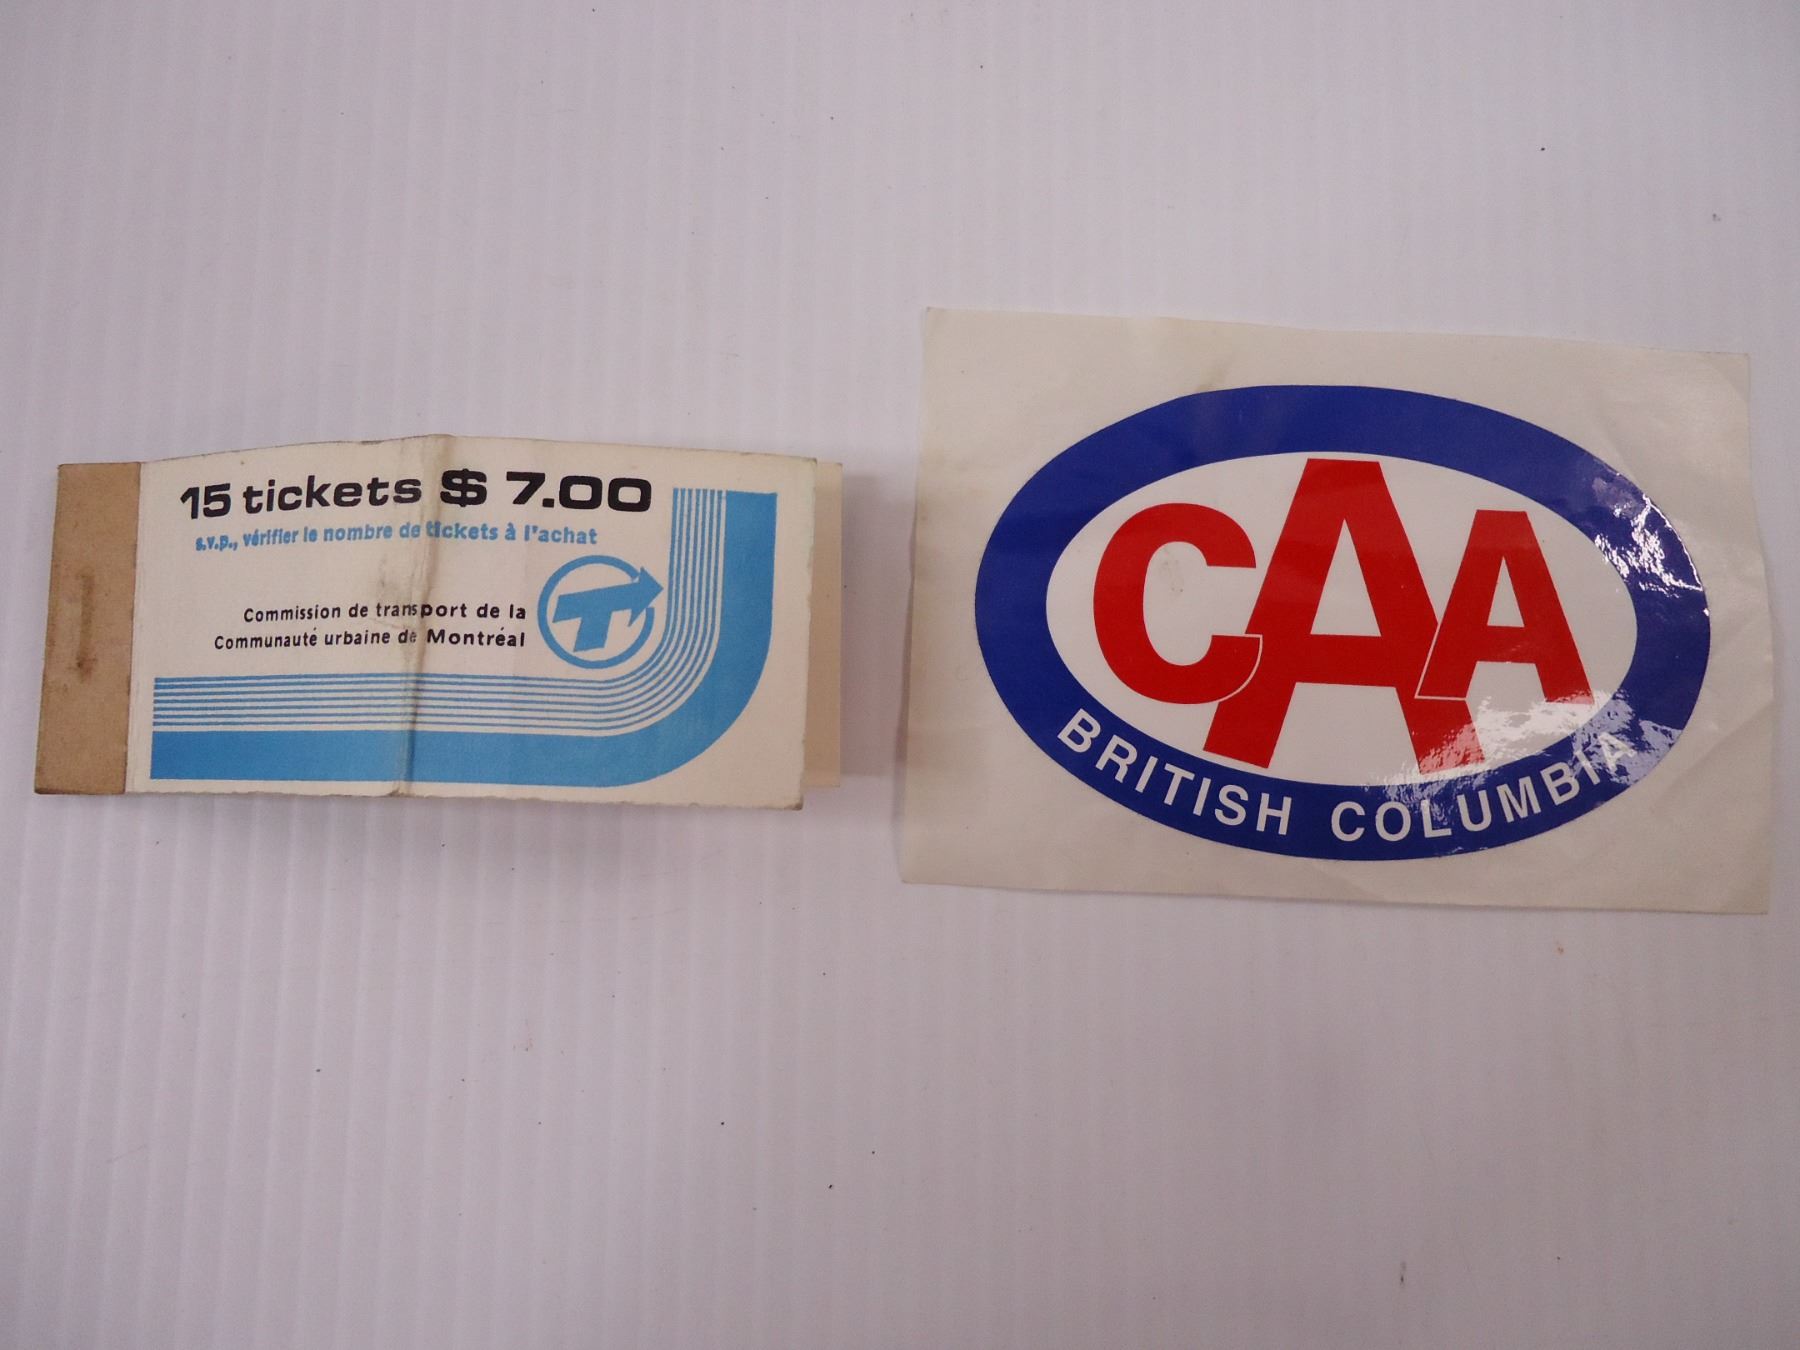 15 tickets $ 7.00
s.v.p., vérifier le nombre de tickets à l'achat
Commission de transport de la
Communauté urbaine de Montréal
T
CAA
BRITISH COLUMBIA